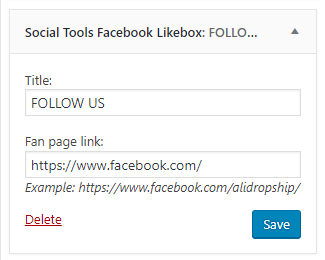 Social Tools Facebook Likebox: FOLLO...
Title:
FOLLOW US
Fan page link:
https://www.facebook.com/
Example: https://www.facebook.com/alidropship/
Delete
Save